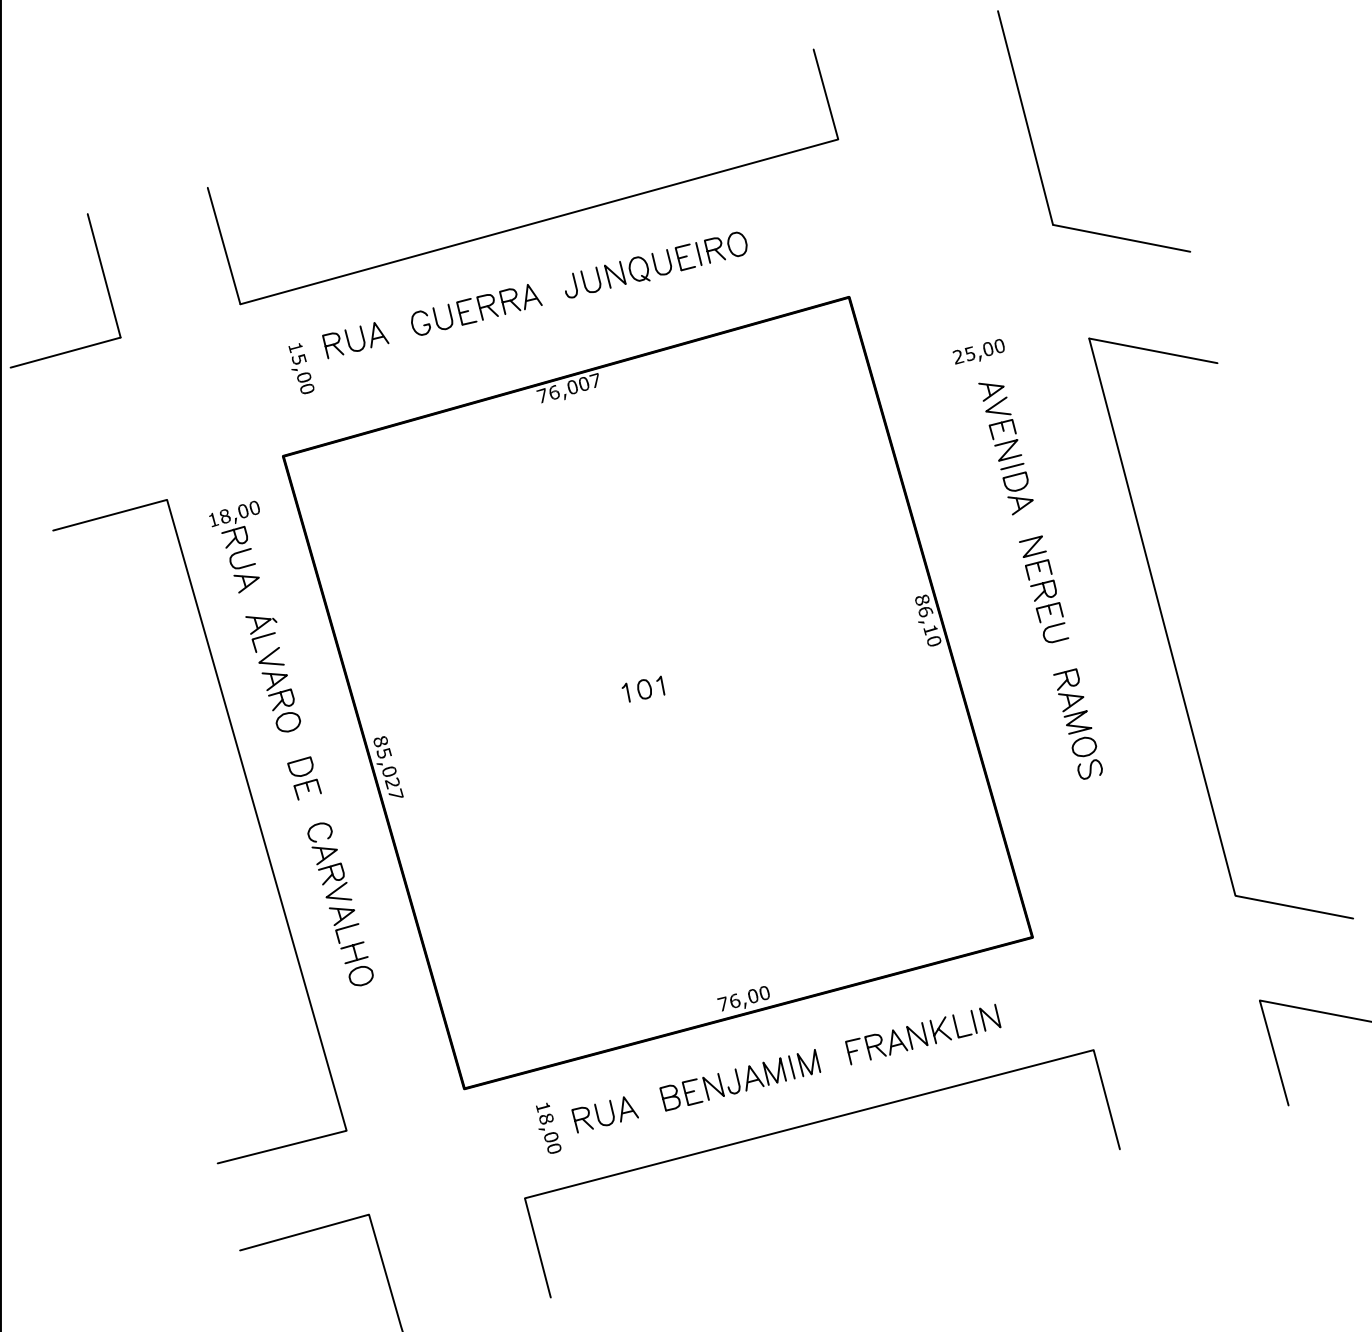 RUA GUERRA JUNQUEIRO
15,00
76,007
25,00
AVENIDA NEREU RAMOS
18,00
RUA ÁLVARO DE CARVALHO
86,10
101
85,027
76,00
RUA BENJAMIM FRANKLIN
18,00